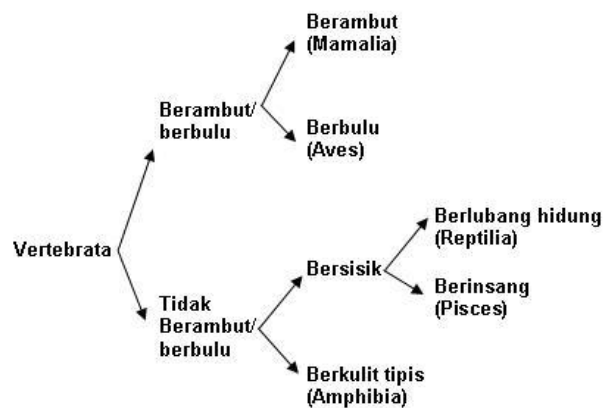 Berambut
(Mamalia)
Berambut/
berbulu
Berbulu
(Aves)
Vertebrata
Berlubang hidung
(Reptilia)
Bersisik
Berinsang
(Pisces)
Tidak
Berambut/
berbulu
Berkulit tipis
(Amphibia)